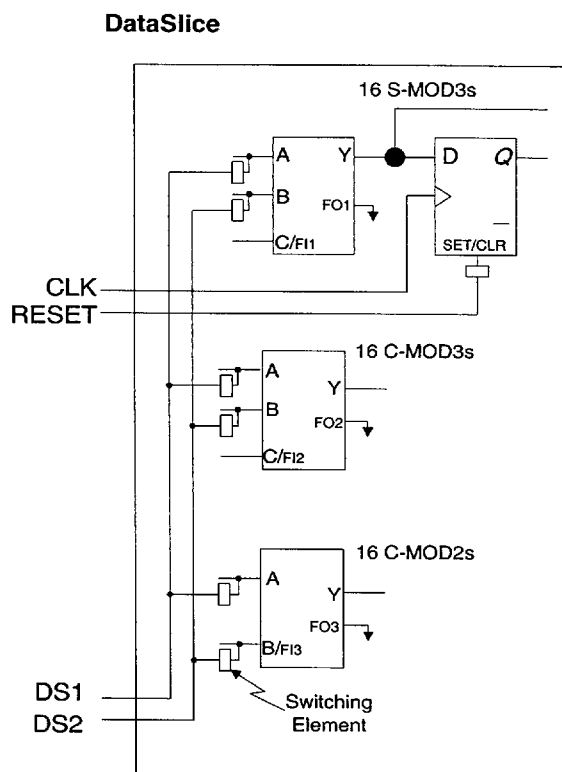 DataSlice
16 S-MOD3s
A
Y
D
Q
B
FO1
C/FI1
SET/CLR
CLK
RESET
16 C-MOD3s
A
Y
B
FO2
C/FI2
16 C-MOD2s
A
Y
FO3
B/FI3
DS1
DS2
Switching
Element